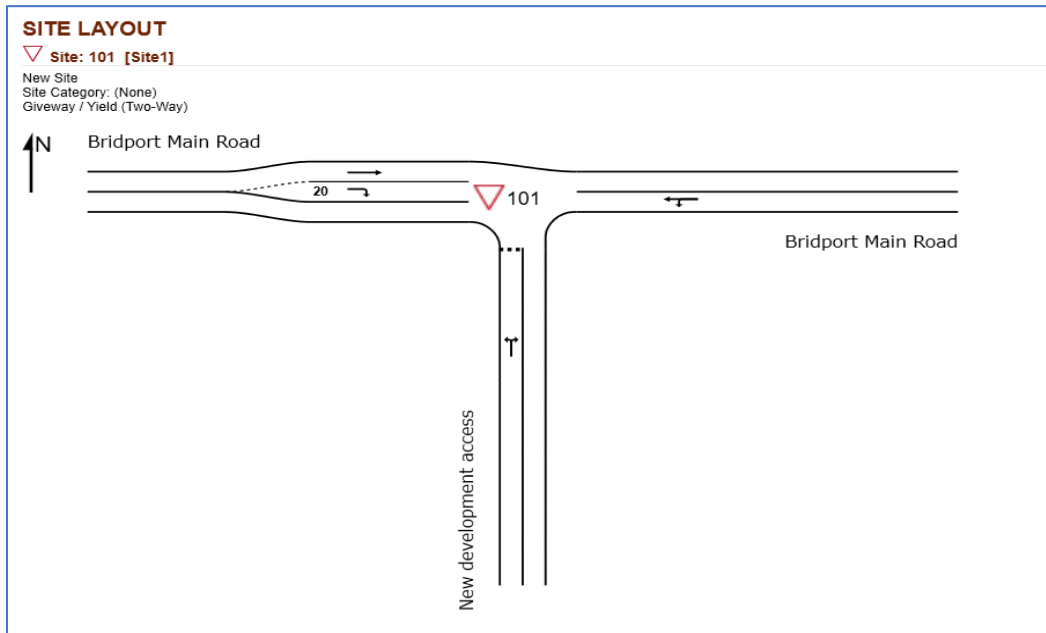 SITE LAYOUT
Site: 101 [Site1]
New Site
Site Category: (None)
Giveway / Yield (Two-Way)
N
Bridport Main Road
20
101
Bridport Main Road
New development access